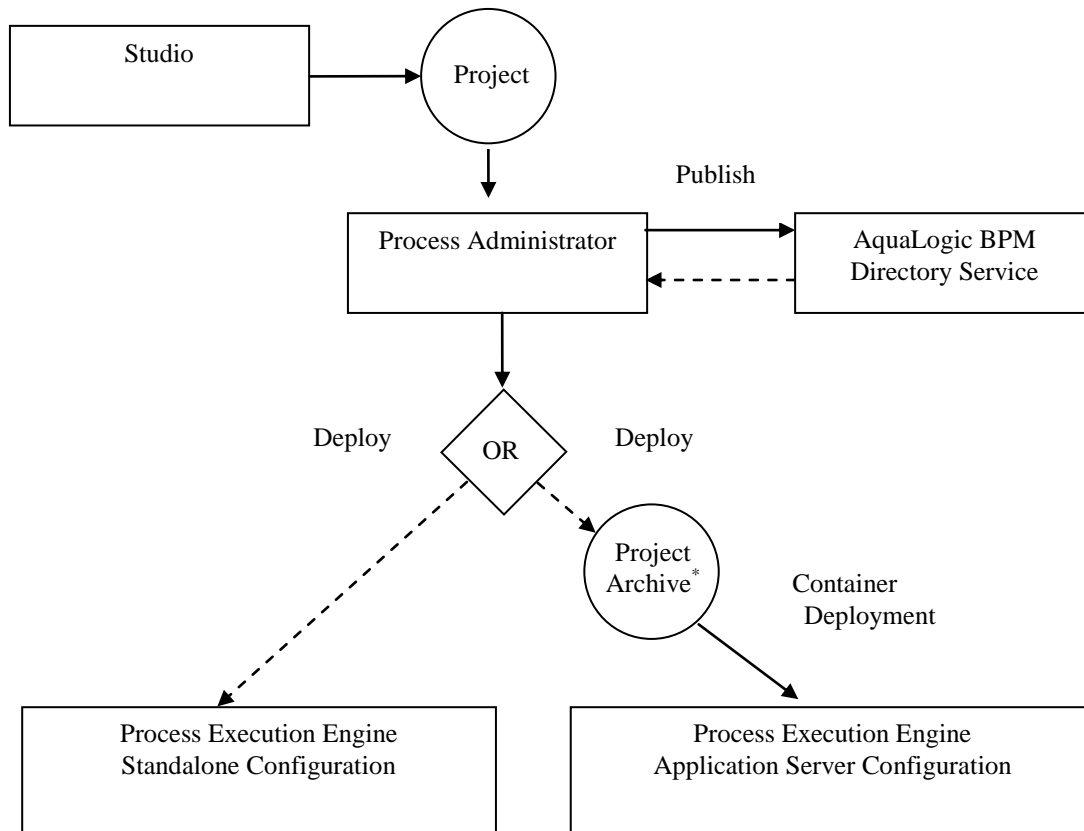 Studio
Project
Publish
Process Administrator
AquaLogic BPM
Directory Service
Deploy
OR
Deploy
Project
Archive*
Container
Deployment
Process Execution Engine
Standalone Configuration
Process Execution Engine
Application Server Configuration